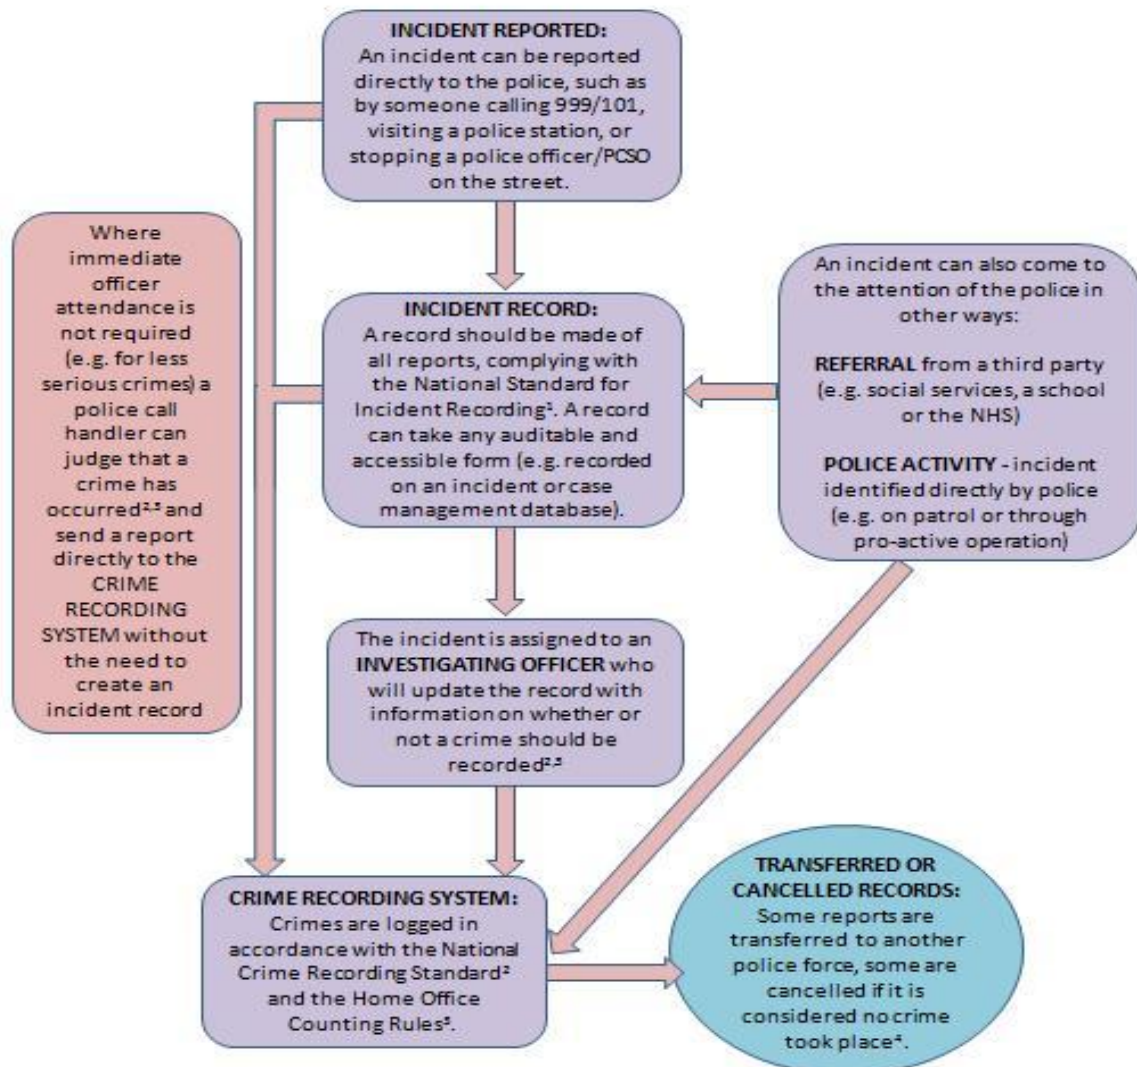 INCIDENT REPORTED:
An incident can be reported
directly to the police, such as
by someone calling 999/101,
visiting a police station, or
stopping a police officer/PCSO
on the street.
Where
immediate
officer
attendance is
not required
(e.g. for less
serious crimes) a
police call
handler can
judge that a
crime has
occurred²,³ and
send a report
directly to the
CRIME
RECORDING
SYSTEM without
the need to
create an
incident record
INCIDENT RECORD:
A record should be made of
all reports, complying with
the National Standard for
Incident Recording¹. A record
can take any auditable and
accessible form (e.g. recorded
on an incident or case
management database).
An incident can also come to
the attention of the police in
other ways:
REFERRAL from a third party
(e.g. social services, a school
or the NHS)
POLICE ACTIVITY - incident
identified directly by police
(e.g. on patrol or through
pro-active operation)
The incident is assigned to an
INVESTIGATING OFFICER who
will update the record with
information on whether or
not a crime should be
recorded²,³
CRIME RECORDING SYSTEM:
Crimes are logged in
accordance with the National
Crime Recording Standard²
and the Home Office
Counting Rules³.
TRANSFERRED OR
CANCELLED RECORDS:
Some reports are
transferred to another
police force, some are
cancelled if it is
considered no crime
took place⁴.